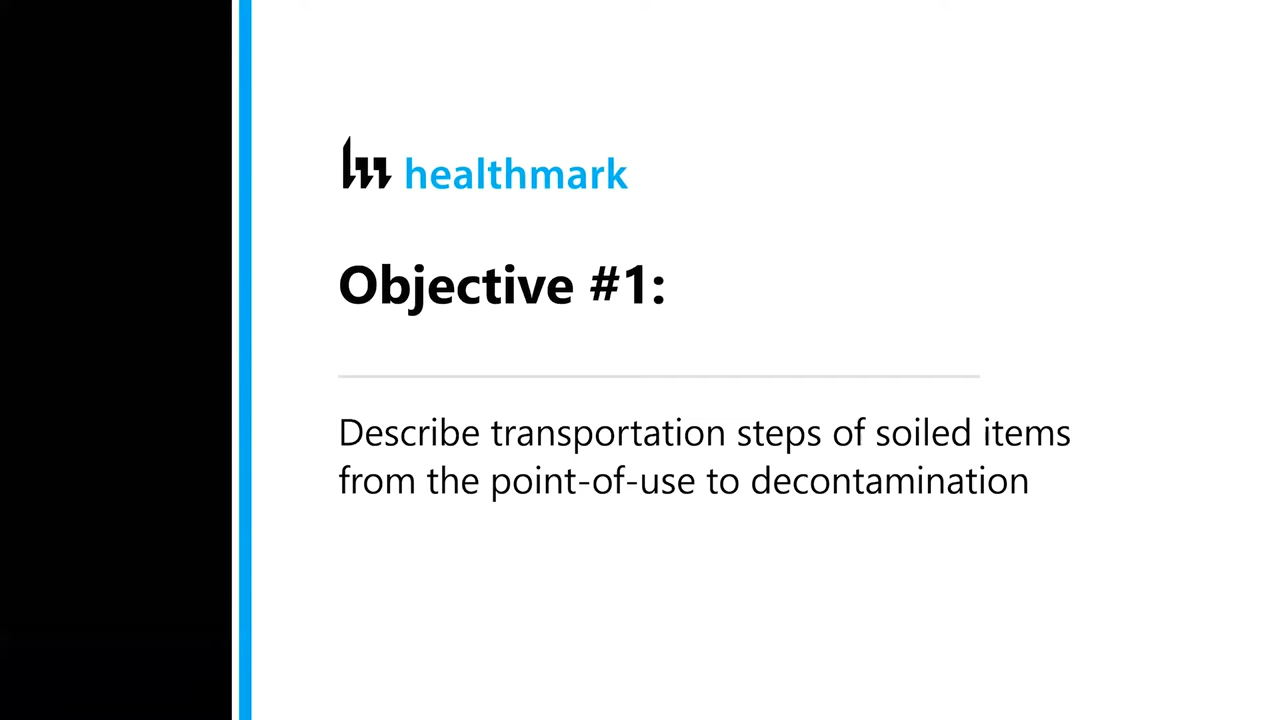 healthmark
Objective #1:
Describe transportation steps of soiled items
from the point-of-use to decontamination